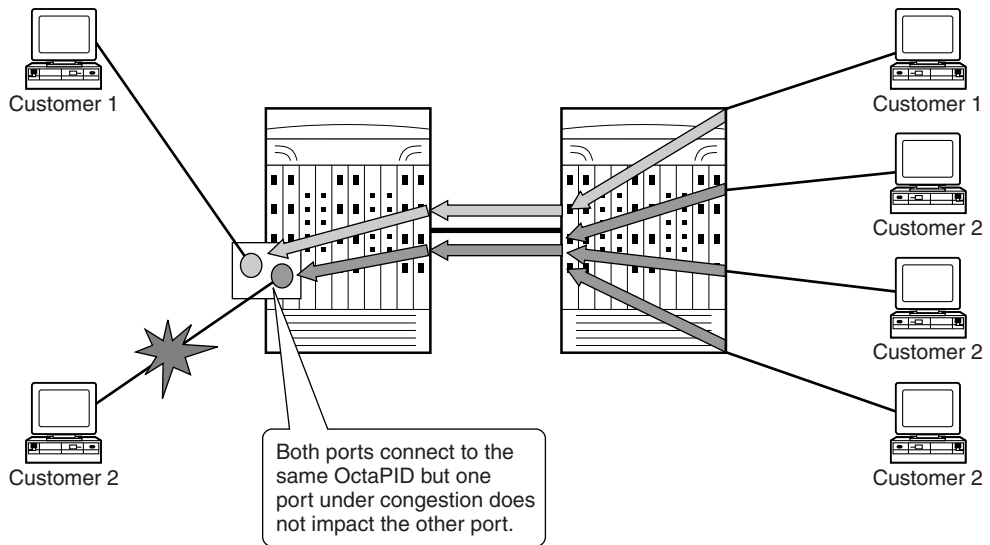 Customer 1
Customer 1
Customer 2
Customer 2
Customer 2
Customer 2
Both ports connect to the
same OctaPID but one
port under congestion does
not impact the other port.